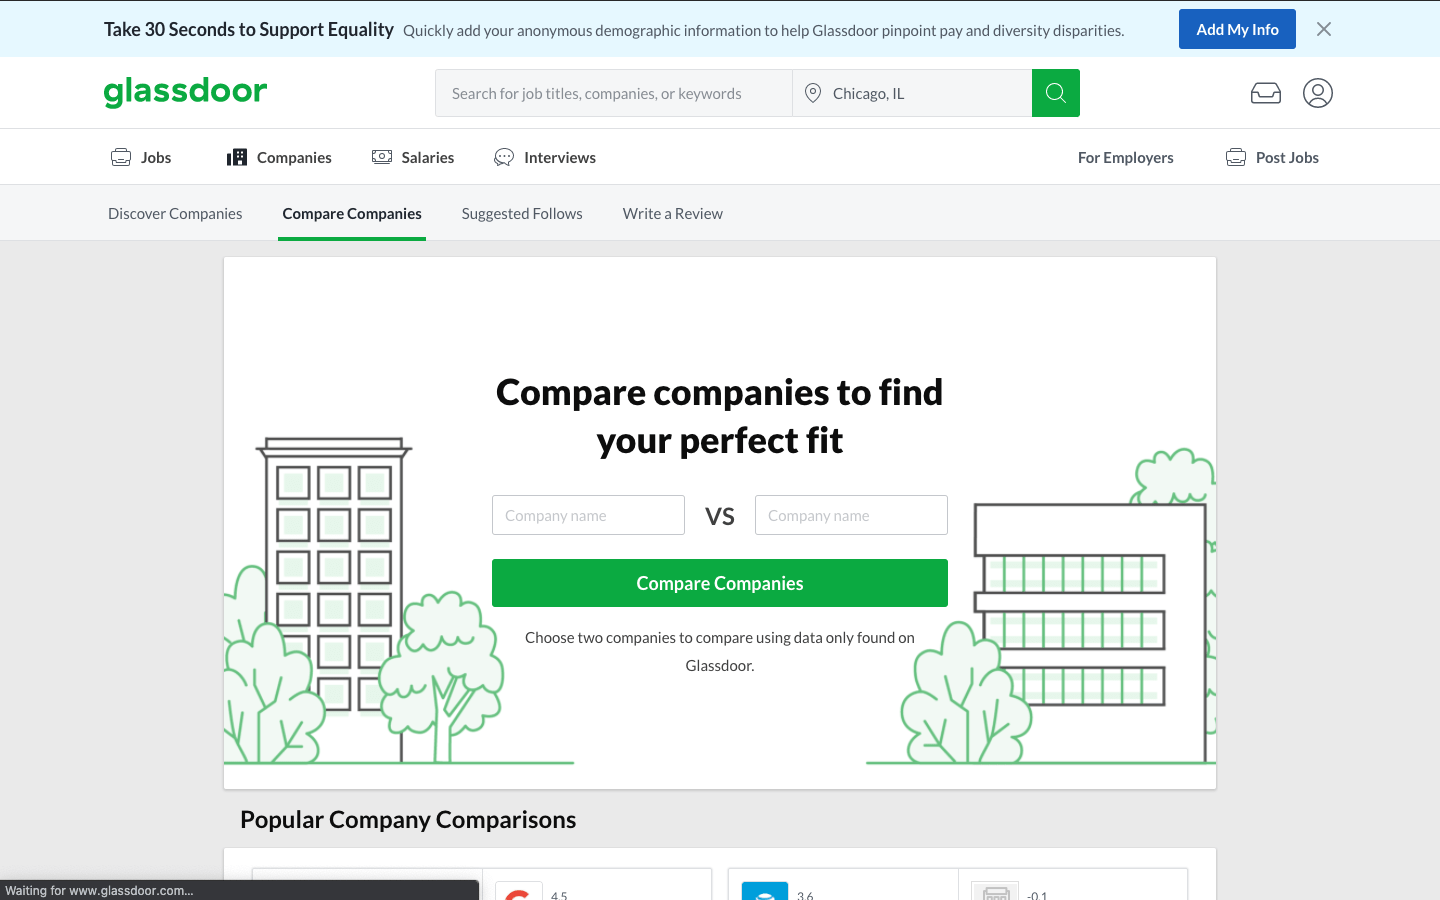 Take 30 Seconds to Support Equality Quickly add your anonymous demographic information to help Glassdoor pinpoint pay and diversity disparities. Add My Info
glassdoor Search for job titles, companies, or keywords Chicago, IL
Jobs Companies Salaries Interviews For Employers Post Jobs
Discover Companies Compare Companies Suggested Follows Write a Review
Compare companies to find
your perfect fit
Company name VS Company name
Compare Companies
Choose two companies to compare using data only found on
Glassdoor.
Popular Company Comparisons
Waiting for www.glassdoor.com...
4.5 3.6 -0.1